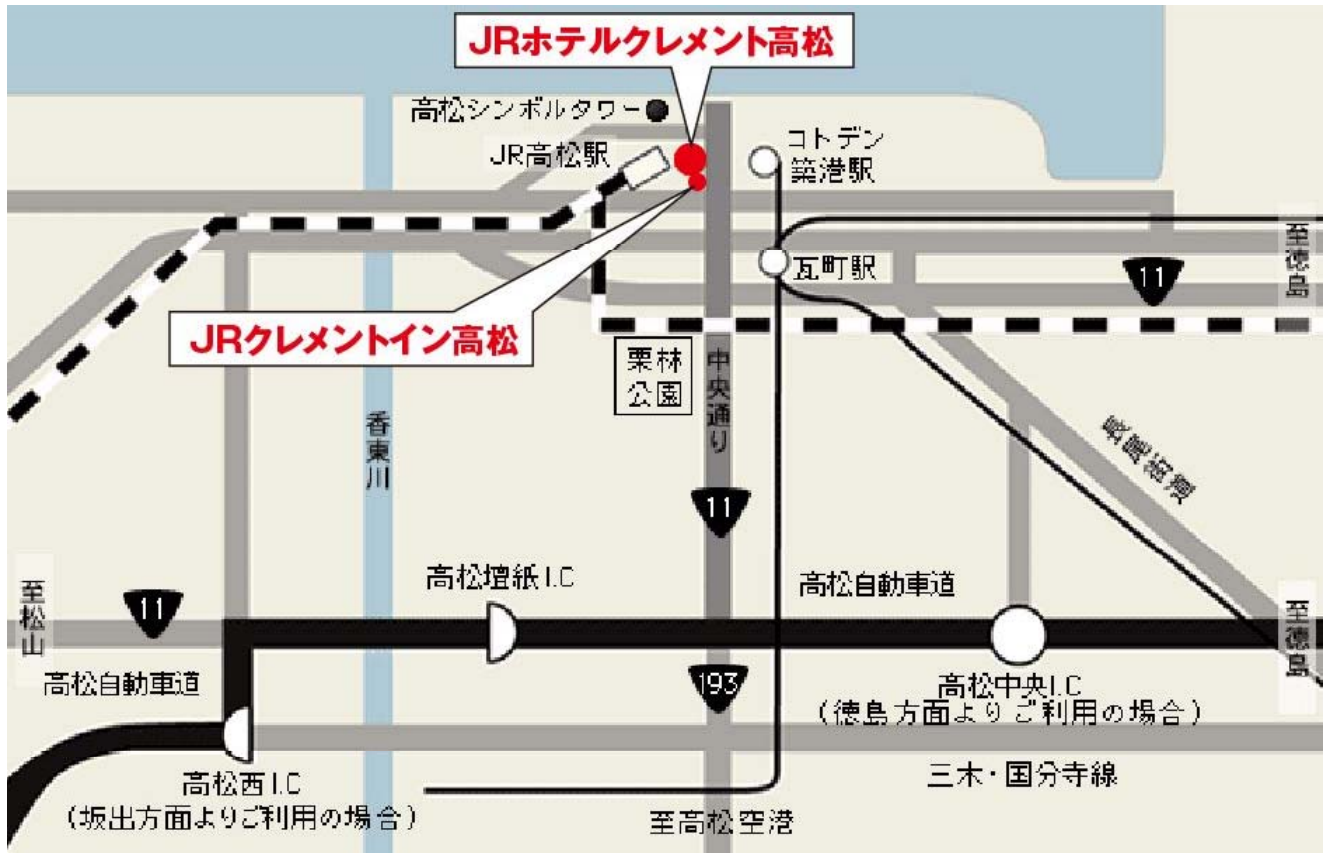 JRホテルクレメント高松
高松シンボルタワー
JR高松駅
コトデン
築港駅
至徳島
瓦町駅
11
JRクレメントイン高松
栗林
公園
中央通り
香東川
長尾街道
11
高松壇紙I.C
高松自動車道
至松山
11
至徳島
高松自動車道
193
高松中央I.C
(徳島方面よりご利用の場合)
高松西I.C
(坂出方面よりご利用の場合)
三木・国分寺線
至高松空港